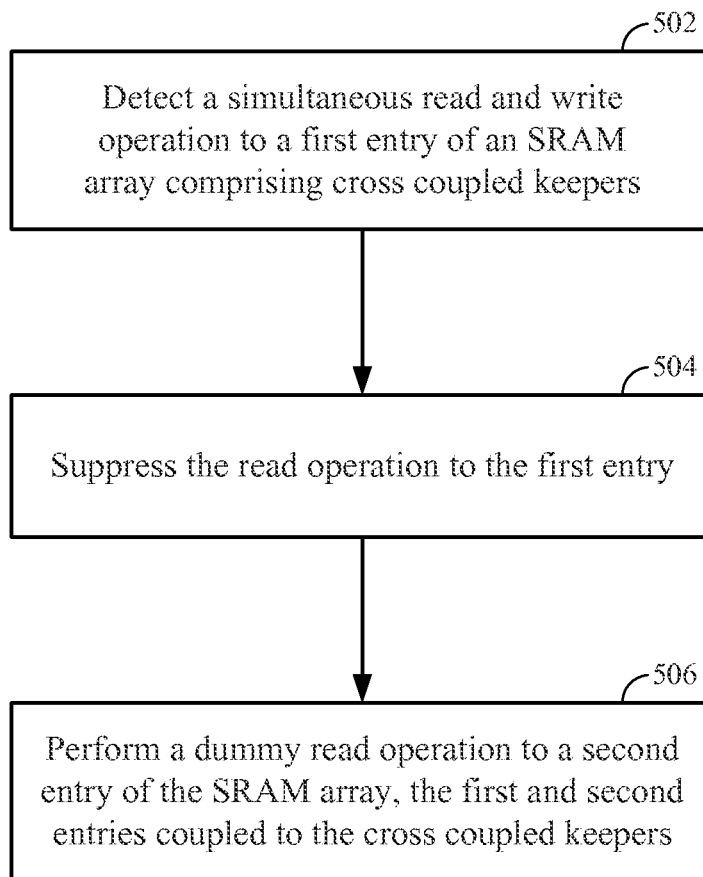 502
Detect a simultaneous read and write
operation to a first entry of an SRAM
array comprising cross coupled keepers
504
Suppress the read operation to the first entry
506
Perform a dummy read operation to a second
entry of the SRAM array, the first and second
entries coupled to the cross coupled keepers